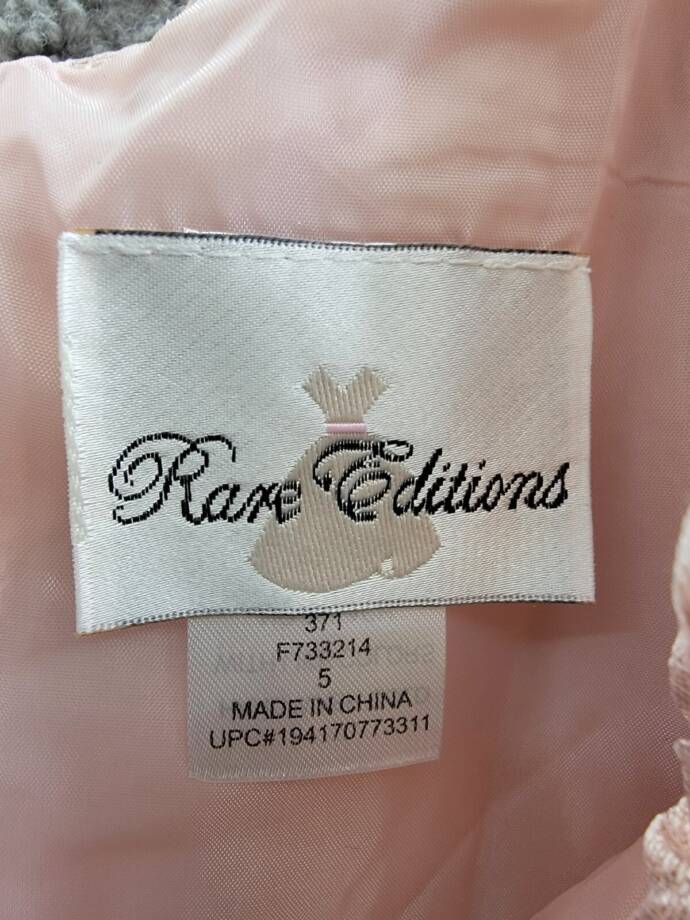 Rare Editions
371
F733214
5
MADE IN CHINA
UPC#194170773311